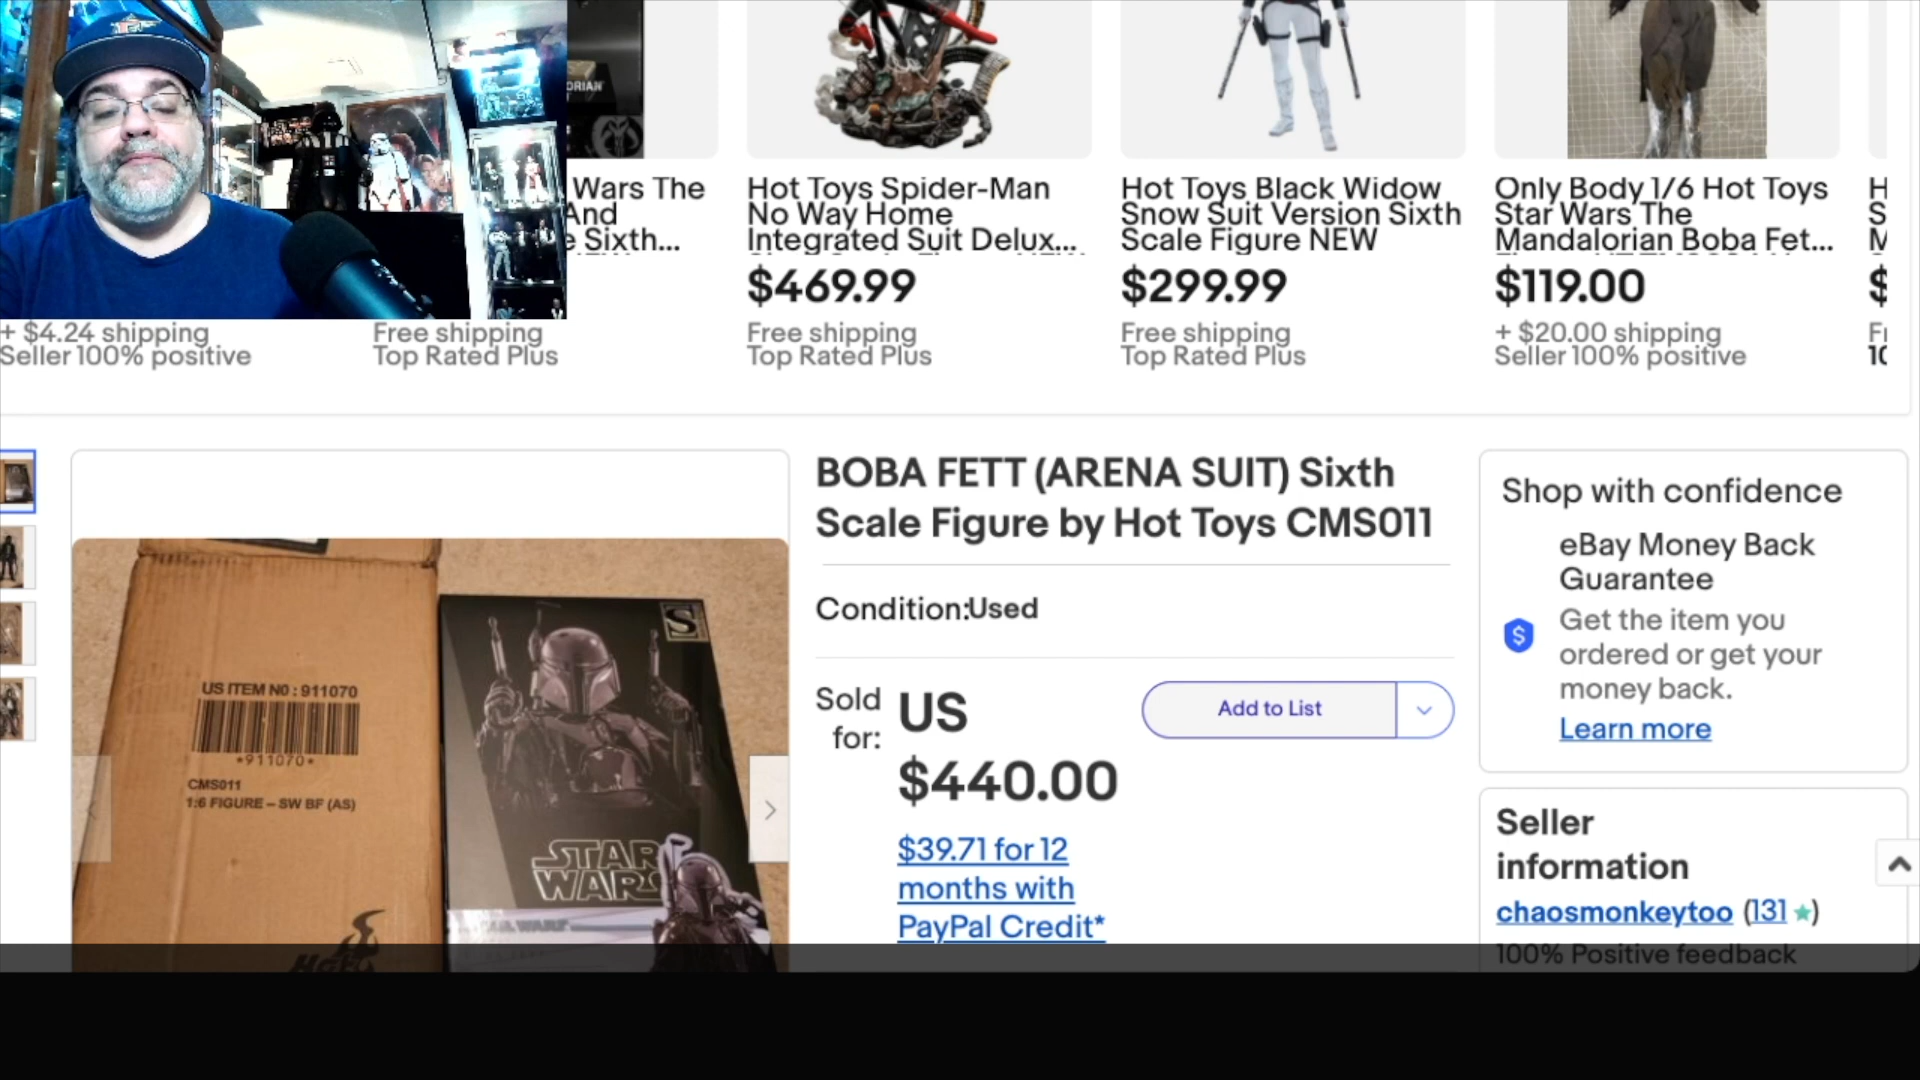 ORIAN
Wars The
And
e Sixth...
Free shipping
Top Rated Plus
+ $4.24 shipping
Seller 100% positive
Hot Toys Spider-Man
No Way Home
Integrated Suit Delux...
$469.99
Free shipping
Top Rated Plus
Hot Toys Black Widow
Snow Suit Version Sixth
Scale Figure NEW
$299.99
Free shipping
Top Rated Plus
Only Body 1/6 Hot Toys
Star Wars The
Mandalorian Boba Fet...
$119.00
+ $20.00 shipping
Seller 100% positive
H
S
M
$
Fr
10
BOBA FETT (ARENA SUIT) Sixth
Scale Figure by Hot Toys CMS011
Condition:Used
Sold
for:
US
$440.00
Add to List
$39.71 for 12
months with
PayPal Credit*
US ITEM NO : 911070
*911070*
CMS011
1:6 FIGURE – SW BF (AS)
S
STAR
WARS
Shop with confidence
eBay Money Back
Guarantee
Get the item you
ordered or get your
money back.
Learn more
Seller
information
chaosmonkeytoo (131)
100% Positive feedback